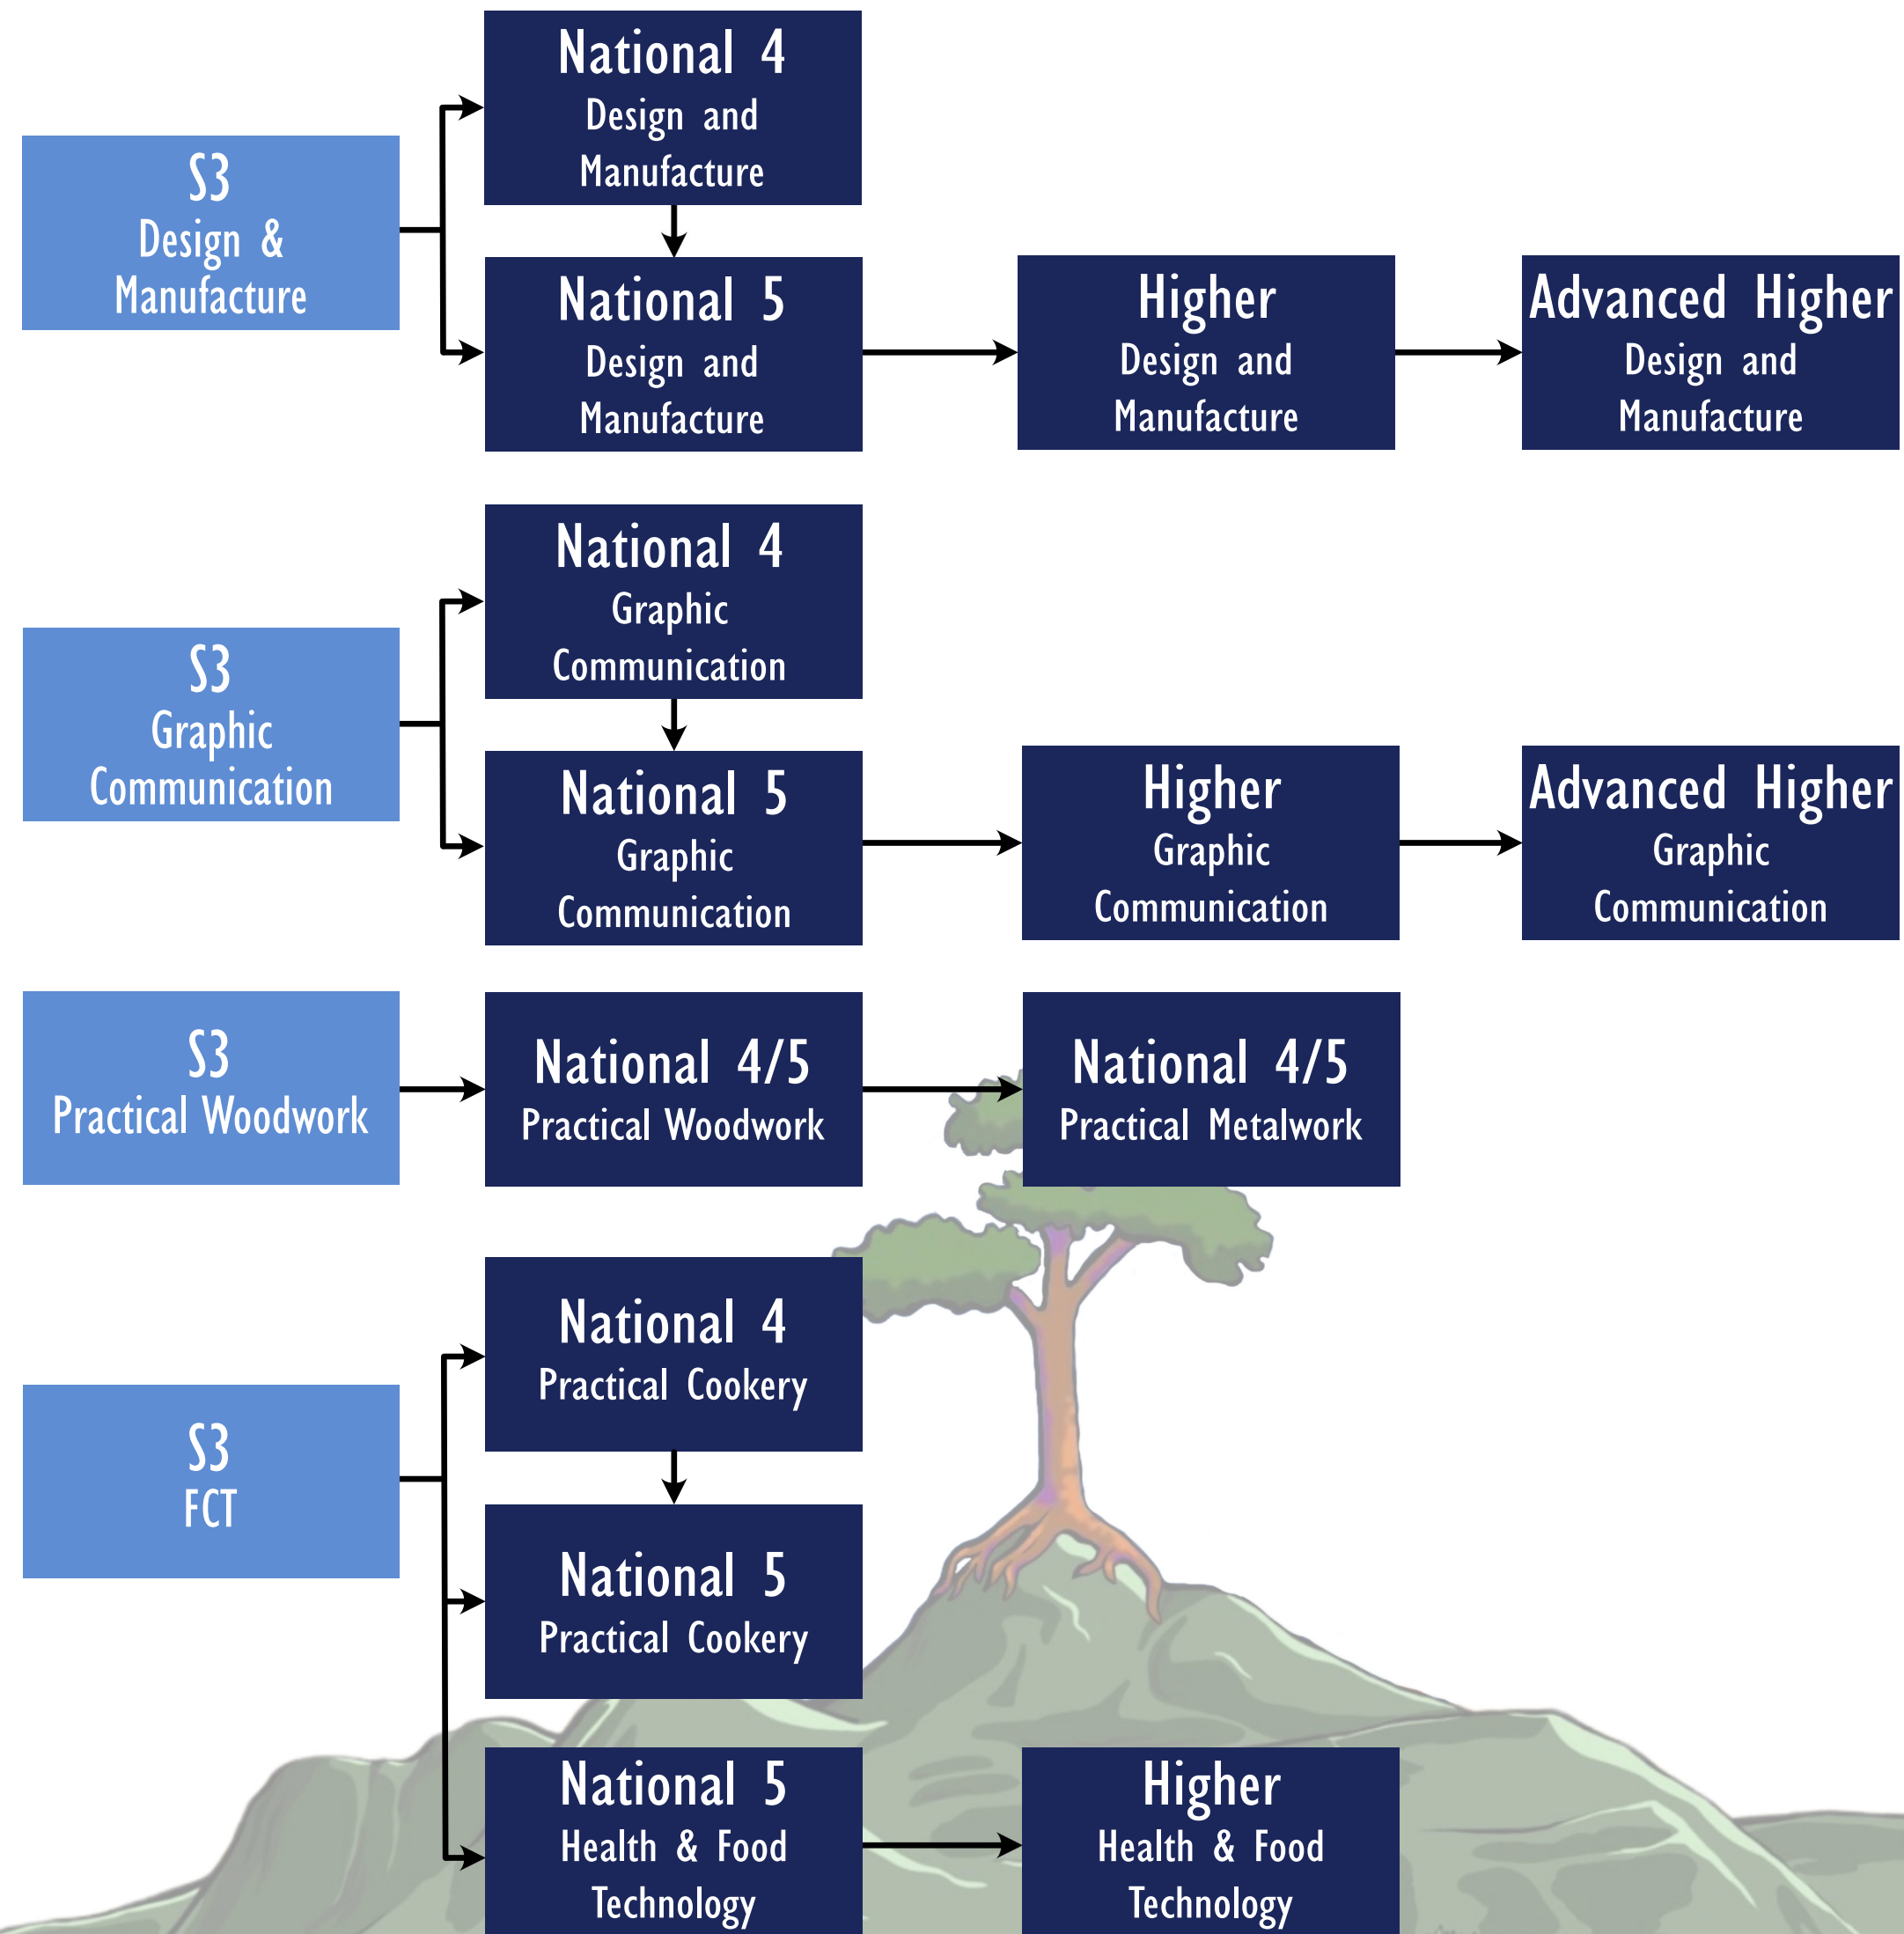 National 4
Design and
Manufacture
S3
Design &
Manufacture
National 5
Design and
Manufacture
Higher
Design and
Manufacture
Advanced Higher
Design and
Manufacture
National 4
Graphic
Communication
S3
Graphic
Communication
National 5
Graphic
Communication
Higher
Graphic
Communication
Advanced Higher
Graphic
Communication
S3
Practical Woodwork
National 4/5
Practical Woodwork
National 4/5
Practical Metalwork
National 4
Practical Cookery
S3
FCT
National 5
Practical Cookery
National 5
Health & Food
Technology
Higher
Health & Food
Technology